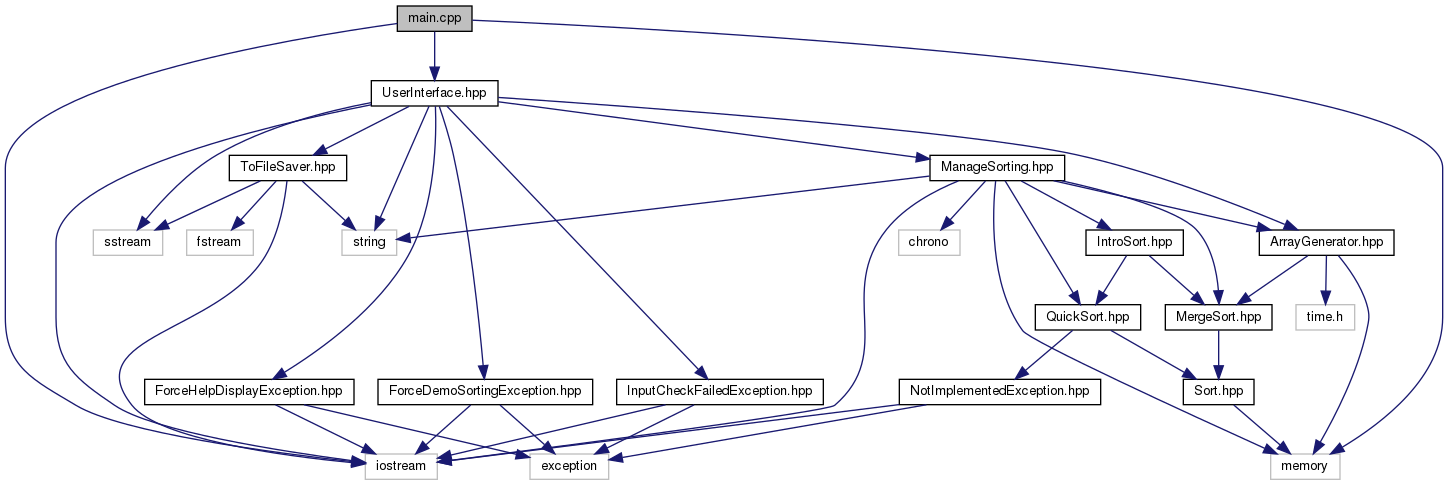 main.cpp
UserInterface.hpp
ToFileSaver.hpp
ManageSorting.hpp
sstream
fstream
string
chrono
IntroSort.hpp
ArrayGenerator.hpp
QuickSort.hpp
MergeSort.hpp
time.h
ForceHelpDisplayException.hpp
ForceDemoSortingException.hpp
InputCheckFailedException.hpp
NotImplementedException.hpp
Sort.hpp
iostream
exception
memory